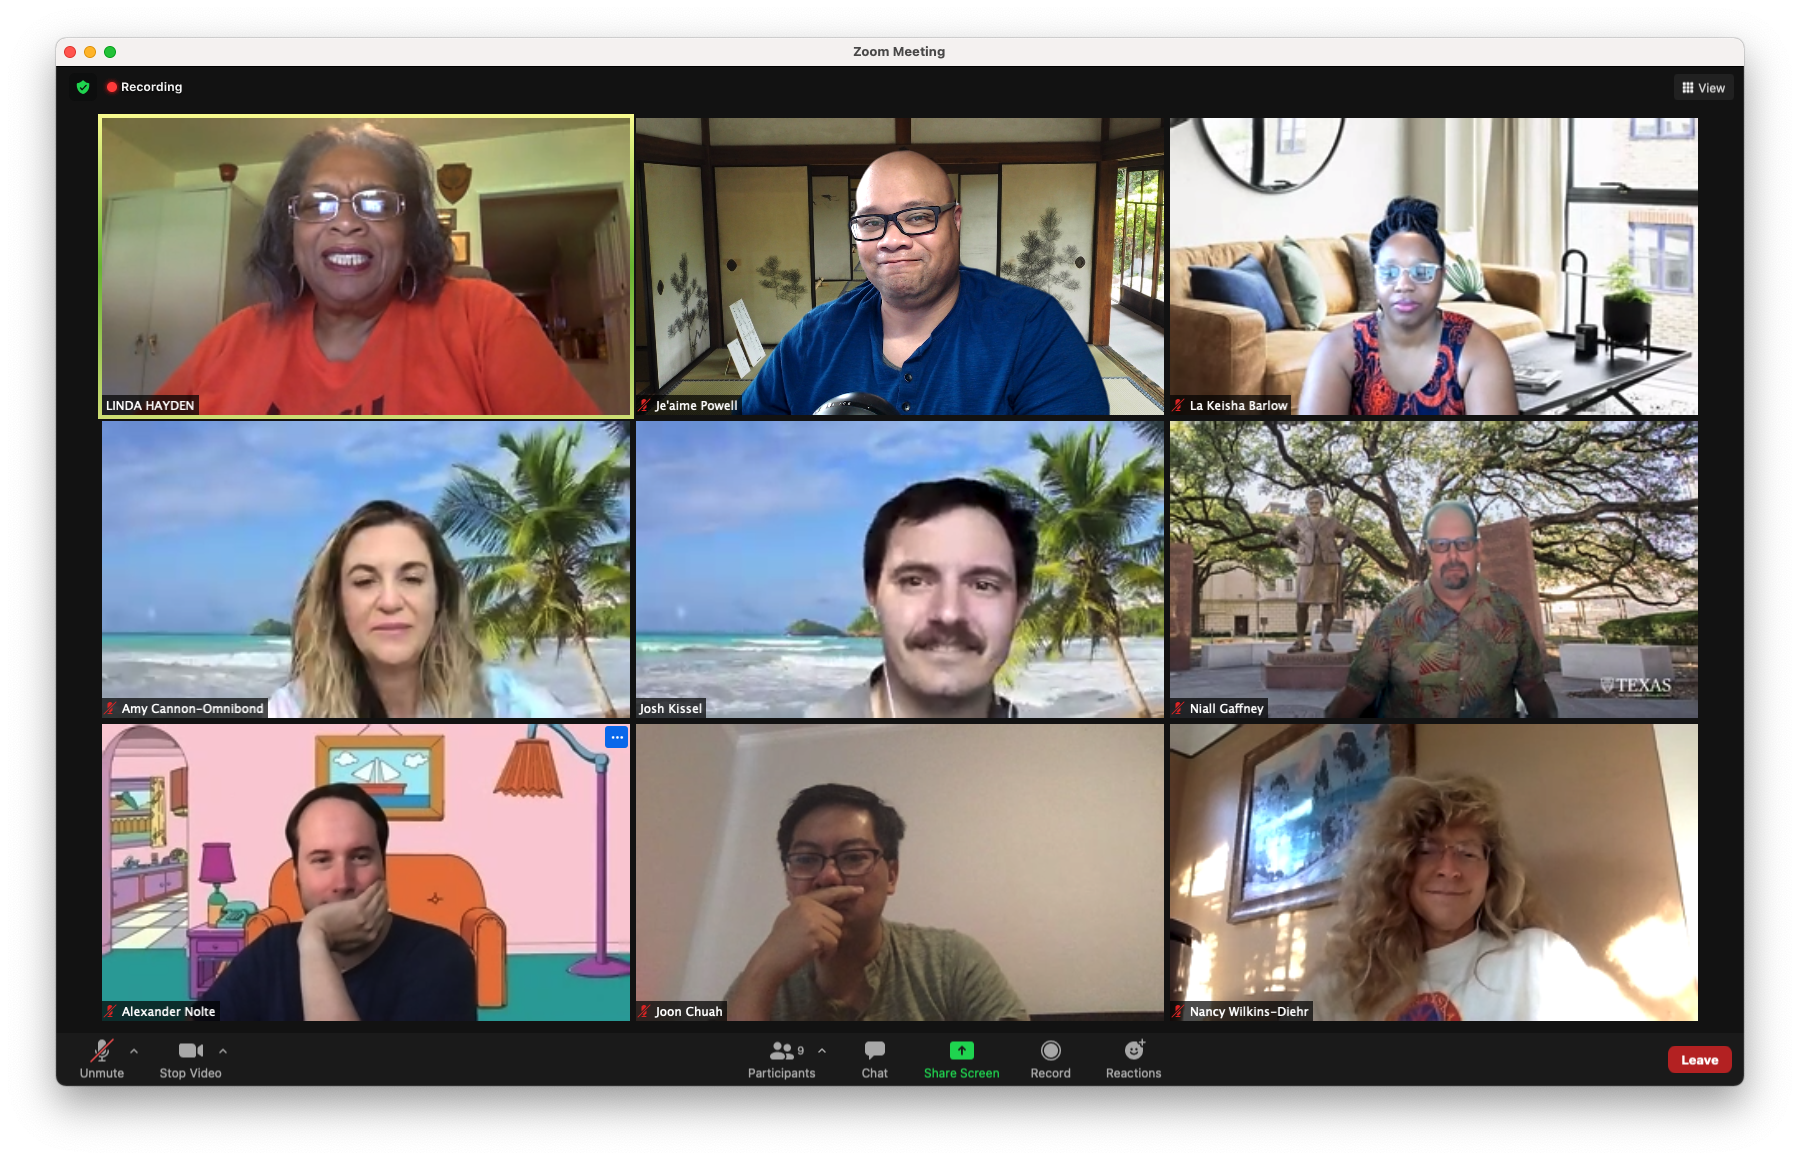 Zoom Meeting
Recording
View
LINDA HAYDEN
Je'aime Powell
La Keisha Barlow
Amy Cannon-Omnibond
Josh Kissel
TEXAS
Niall Gaffney
Alexander Nolte
Joon Chuah
Nancy Wilkins-Diehr
Unmute
Stop Video
9
Participants
Chat
Share Screen
Record
Reactions
Leave